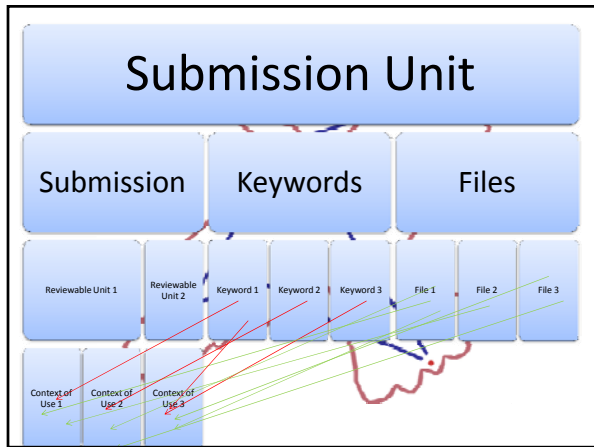 Submission Unit
Submission
Keywords
Files
Reviewable Unit 1
Reviewable
Unit 2
Keyword 1
Keyword 2
Keyword 3
File 1
File 2
File 3
Context of
Use 1
Context of
Use 2
Context of
Use 3